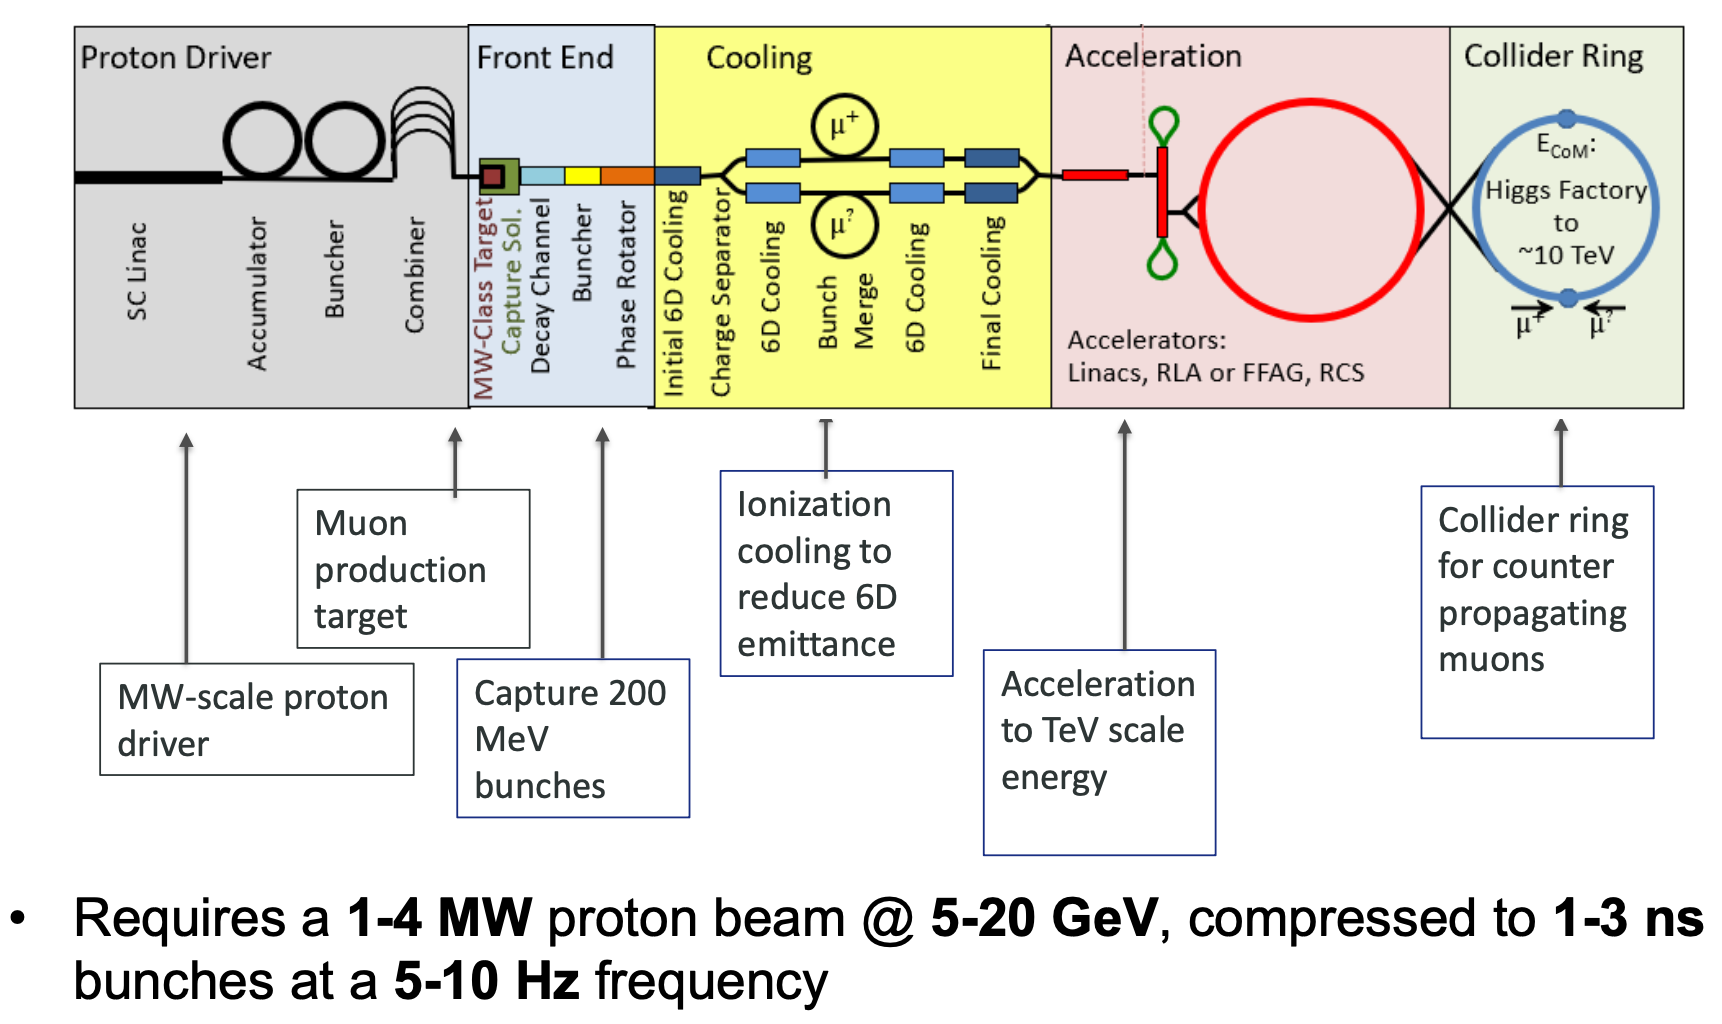 Proton Driver
Front End
Cooling
Acceleration
Collider Ring
SC Linac
Accumulator
Buncher
Combiner
MW-Class Target
Capture Sol.
Decay Channel
Buncher
Phase Rotator
Initial 6D Cooling
Charge Separator
6D Cooling
μ+
μ?
Bunch
Merge
6D Cooling
Final Cooling
Accelerators:
Linacs, RLA or FFAG, RCS
ECoM:
Higgs Factory
to
~10 TeV
μ+ μ?
MW-scale proton
driver
Muon
production
target
Capture 200
MeV
bunches
Ionization
cooling to
reduce 6D
emittance
Acceleration
to TeV scale
energy
Collider ring
for counter
propagating
muons
• Requires a 1-4 MW proton beam @ 5-20 GeV, compressed to 1-3 ns
bunches at a 5-10 Hz frequency